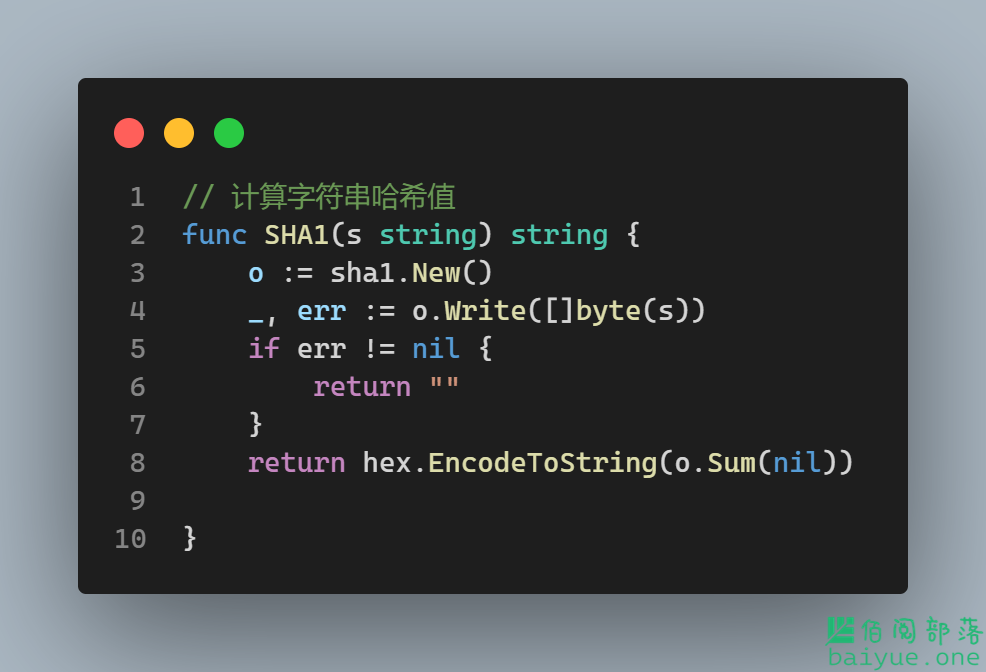 1 // 计算字符串哈希值
2 func SHA1(s string) string {
3     o := sha1.New()
4     _, err := o.Write([]byte(s))
5     if err != nil {
6         return ""
7     }
8     return hex.EncodeToString(o.Sum(nil))
9
10 }
佰阅部落
baiyue.one